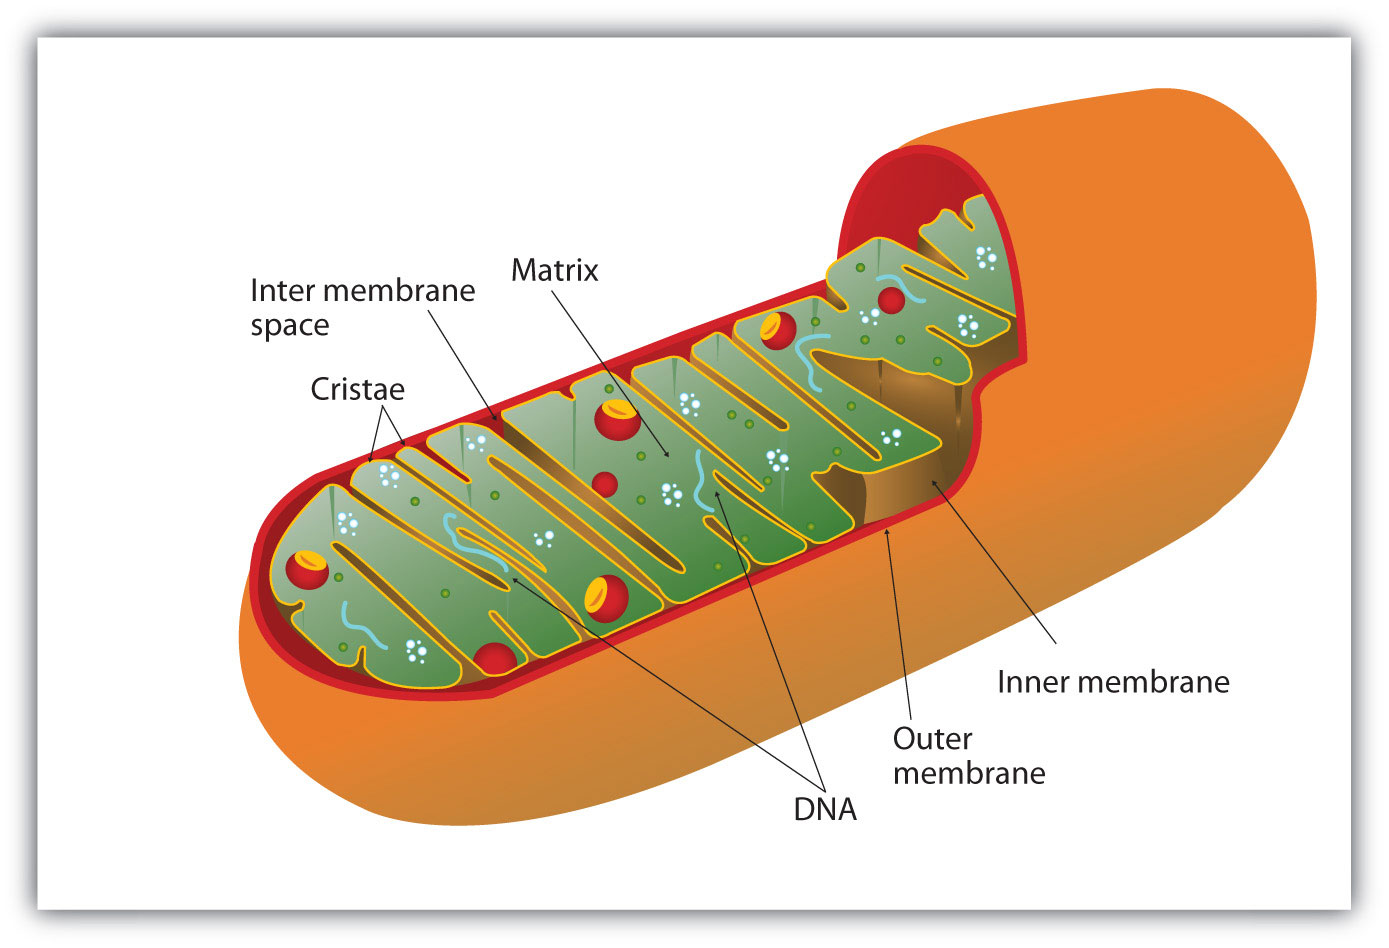 Matrix
Inter membrane
space
Cristae
Inner membrane
Outer
membrane
DNA